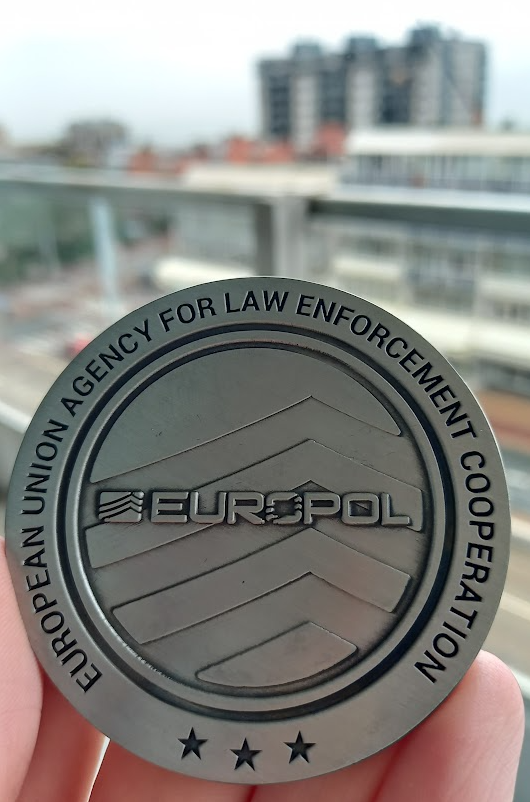 EUROPEAN UNION AGENCY FOR LAW ENFORCEMENT COOPERATION
EUROPOL